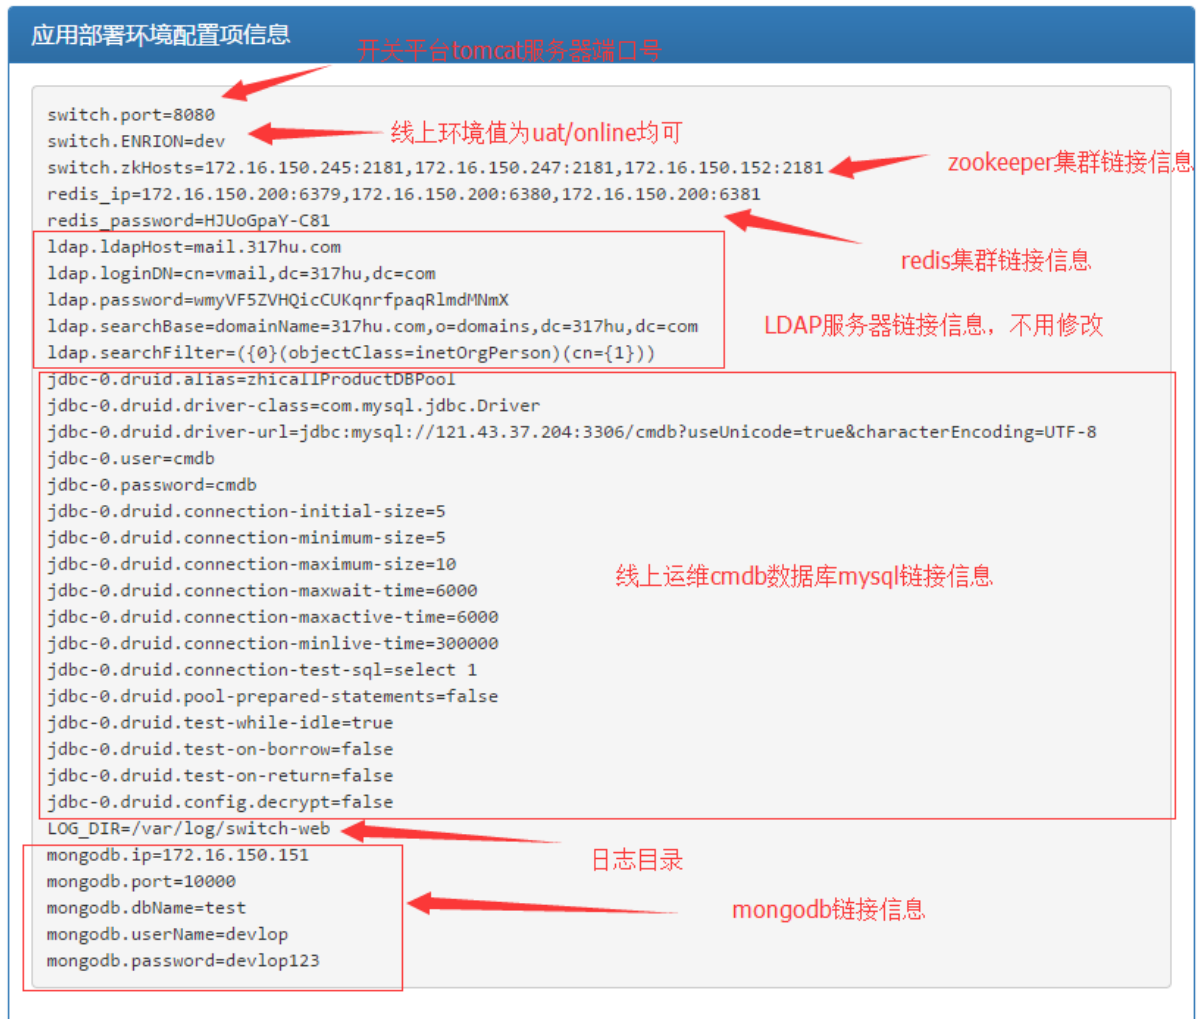 应用部署环境配置项信息
开关平台tomcat服务器端口号
switch.port=8080
switch.ENRION=dev
线上环境值为uat/online均可
switch.zkHosts=172.16.150.245:2181,172.16.150.247:2181,172.16.150.152:2181
zookeeper集群链接信息
redis_ip=172.16.150.200:6379,172.16.150.200:6380,172.16.150.200:6381
redis_password=HJUoGpaY-C81
redis集群链接信息
ldap.ldapHost=mail.317hu.com
ldap.loginDN=cn=vmail,dc=317hu,dc=com
ldap.password=wmyVF5ZVHQicCUKqnrfpaqRlmdMNmX
ldap.searchBase=domainName=317hu.com,o=domains,dc=317hu,dc=com
ldap.searchFilter=({0}(objectClass=inetOrgPerson)(cn={1}))
LDAP服务器链接信息，不用修改
jdbc-0.druid.alias=zhicallProductDBPool
jdbc-0.druid.driver-class=com.mysql.jdbc.Driver
jdbc-0.druid.driver-url=jdbc:mysql://121.43.37.204:3306/cmdb?useUnicode=true&characterEncoding=UTF-8
jdbc-0.user=cmdb
jdbc-0.password=cmdb
jdbc-0.druid.connection-initial-size=5
jdbc-0.druid.connection-minimum-size=5
jdbc-0.druid.connection-maximum-size=10
jdbc-0.druid.connection-maxwait-time=6000
jdbc-0.druid.connection-maxactive-time=6000
jdbc-0.druid.connection-minlive-time=300000
jdbc-0.druid.connection-test-sql=select 1
jdbc-0.druid.pool-prepared-statements=false
jdbc-0.druid.test-while-idle=true
jdbc-0.druid.test-on-borrow=false
jdbc-0.druid.test-on-return=false
jdbc-0.druid.config.decrypt=false
线上运维cmdb数据库mysql链接信息
LOG_DIR=/var/log/switch-web
日志目录
mongodb.ip=172.16.150.151
mongodb.port=10000
mongodb.dbName=test
mongodb.userName=devlop
mongodb.password=devlop123
mongodb链接信息